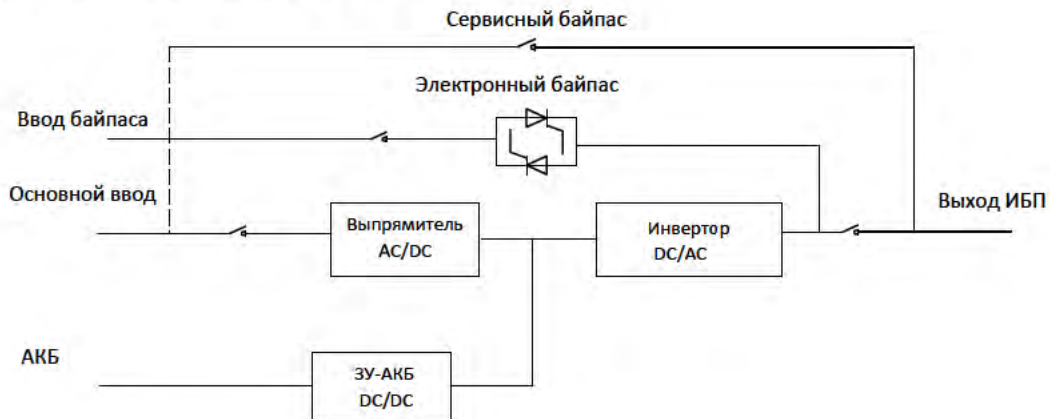 Сервисный байпас
Электронный байпас
Ввод байпаса
Основной ввод
Выпрямитель
AC/DC
Инвертор
DC/AC
Выход ИБП
АКБ
ЗУ-АКБ
DC/DC